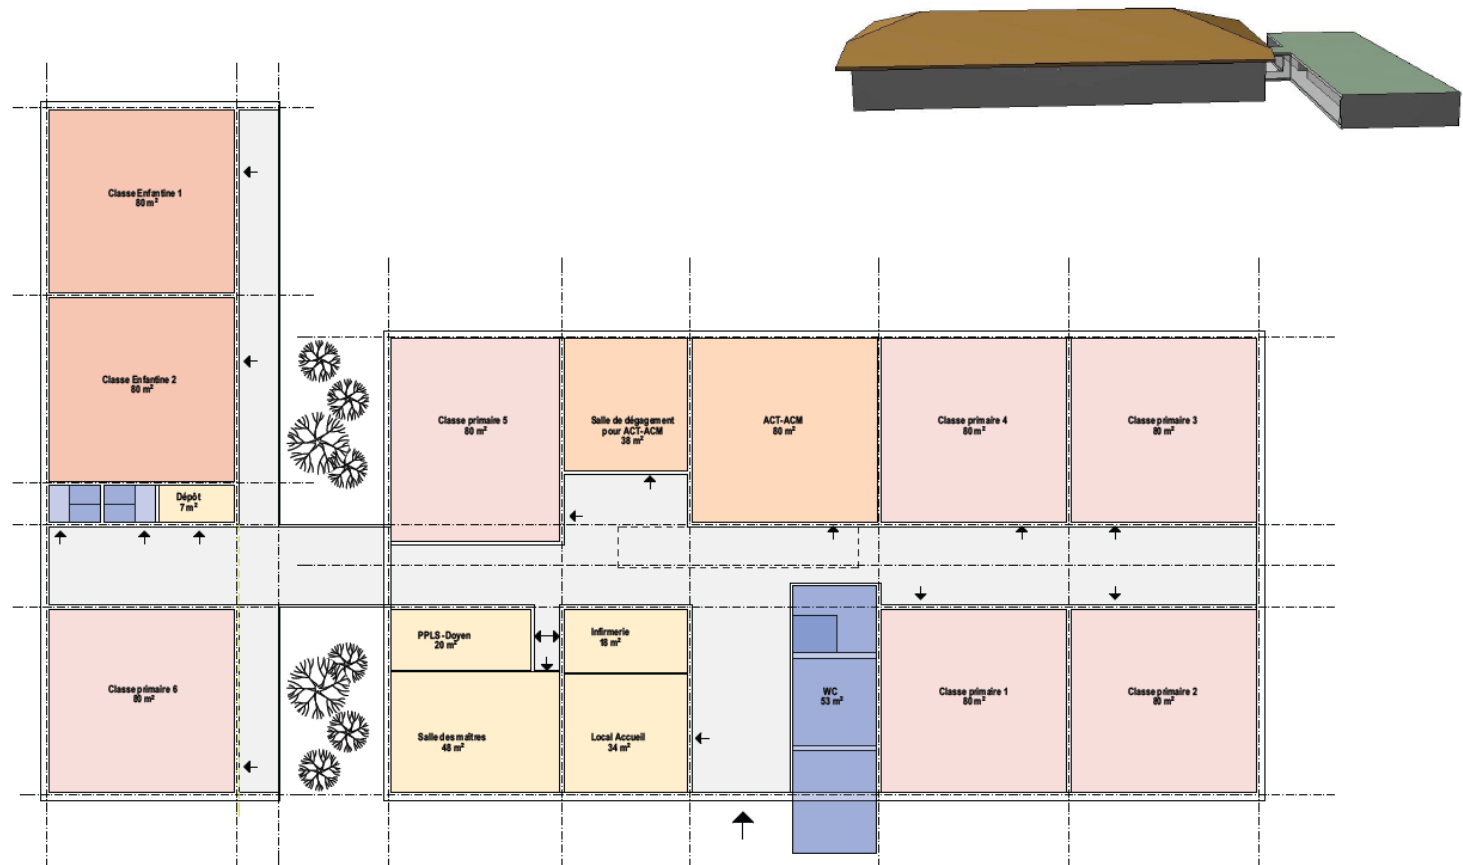 Classe Enfantine 1
80 m²
Classe Enfantine 2
80 m²
Dépôt
7 m²
Classe primaire 5
80 m²
Salle de dégagement
pour ACT-ACM
38 m²
ACT-ACM
80 m²
Classe primaire 4
80 m²
Classe primaire 3
80 m²
PPLS -Doyen
20 m²
Infirmerie
18 m²
Classe primaire 6
80 m²
Salle des maîtres
48 m²
Local Accueil
34 m²
WC
53 m²
Classe primaire 1
80 m²
Classe primaire 2
80 m²